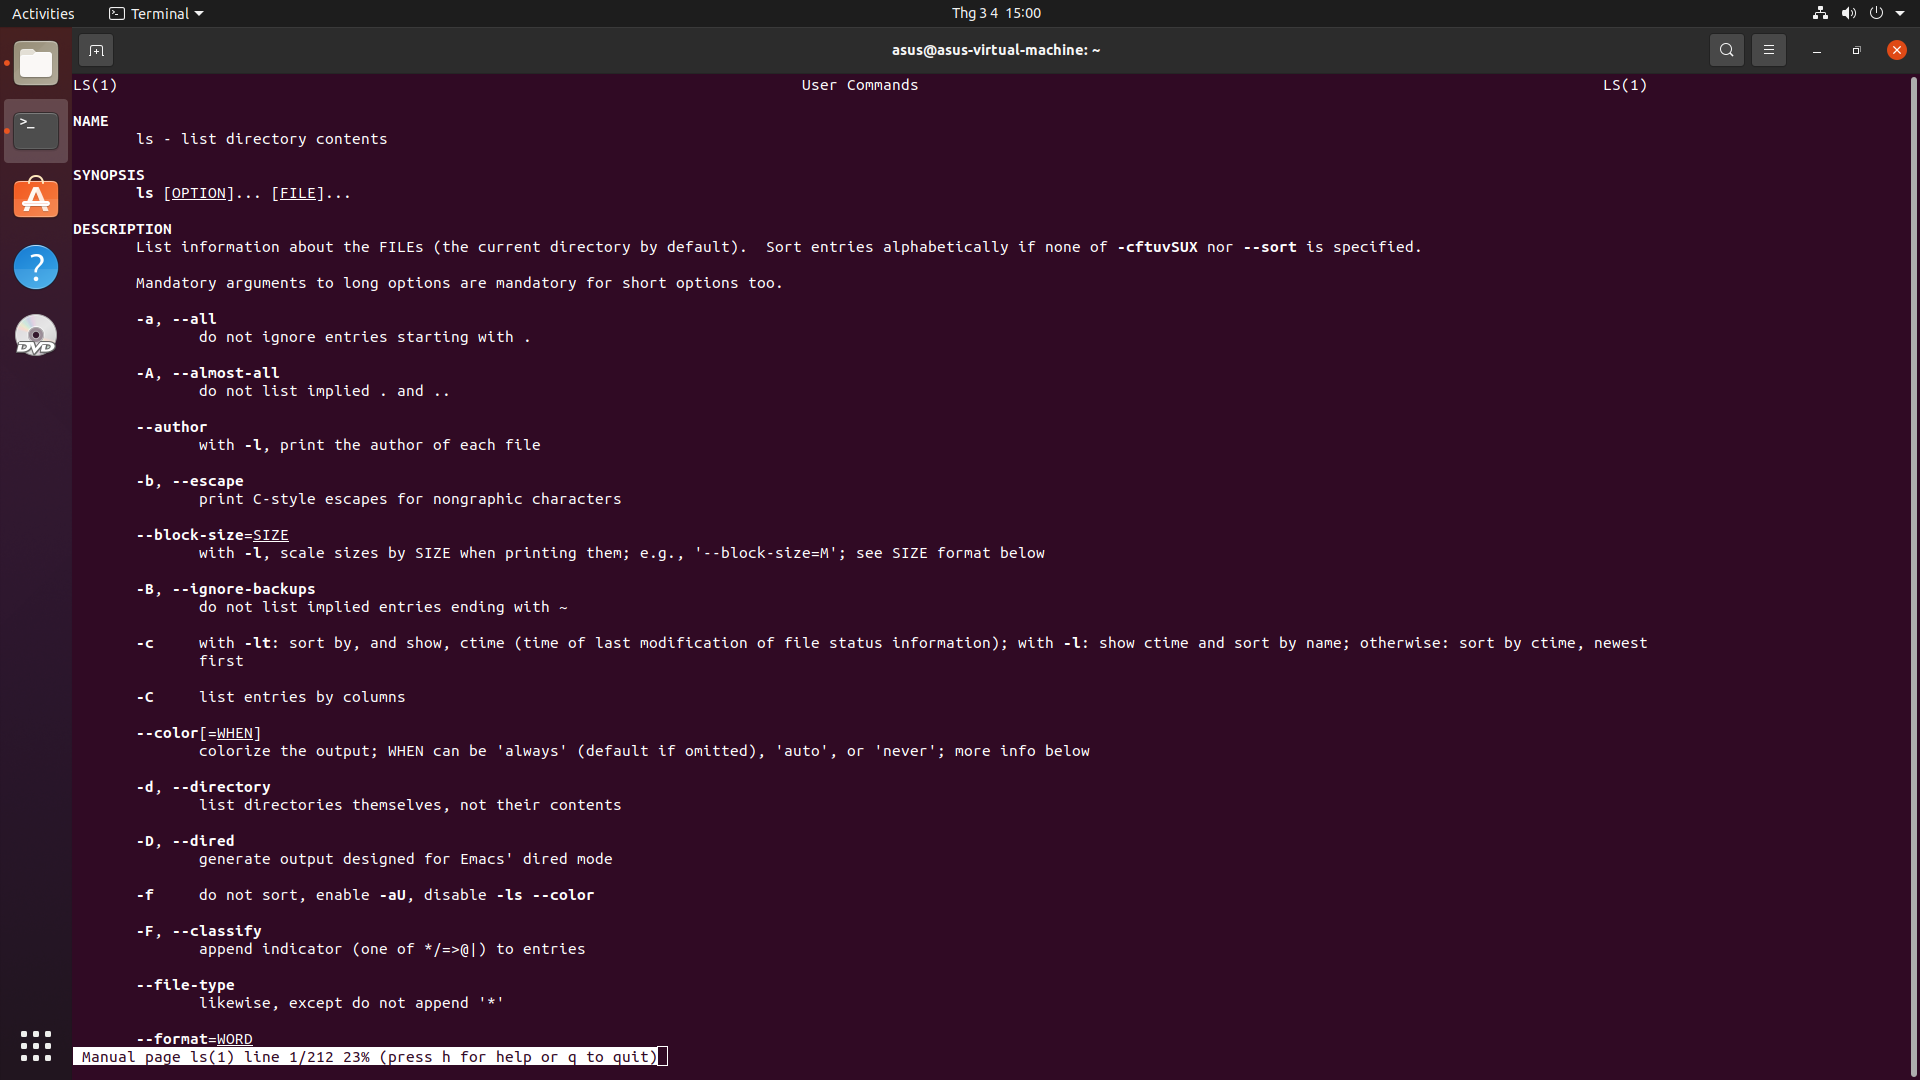 Activities Terminal Thg 3 4 15:00
asus@asus-virtual-machine: ~
LS(1) User Commands LS(1)
NAME
ls - list directory contents
SYNOPSIS
ls [OPTION]... [FILE]...
DESCRIPTION
List information about the FILEs (the current directory by default). Sort entries alphabetically if none of -cftuvSUX nor --sort is specified.
Mandatory arguments to long options are mandatory for short options too.
-a, --all
do not ignore entries starting with .
-A, --almost-all
do not list implied . and ..
--author
with -l, print the author of each file
-b, --escape
print C-style escapes for nongraphic characters
--block-size=SIZE
with -l, scale sizes by SIZE when printing them; e.g., '--block-size=M'; see SIZE format below
-B, --ignore-backups
do not list implied entries ending with ~
-c with -lt: sort by, and show, ctime (time of last modification of file status information); with -l: show ctime and sort by name; otherwise: sort by ctime, newest
first
-C list entries by columns
--color[=WHEN]
colorize the output; WHEN can be 'always' (default if omitted), 'auto', or 'never'; more info below
-d, --directory
list directories themselves, not their contents
-D, --dired
generate output designed for Emacs' dired mode
-f do not sort, enable -aU, disable -ls --color
-F, --classify
append indicator (one of */=>@|) to entries
--file-type
likewise, except do not append '*'
--format=WORD
Manual page ls(1) line 1/212 23% (press h for help or q to quit)
>_
A
?
DVD